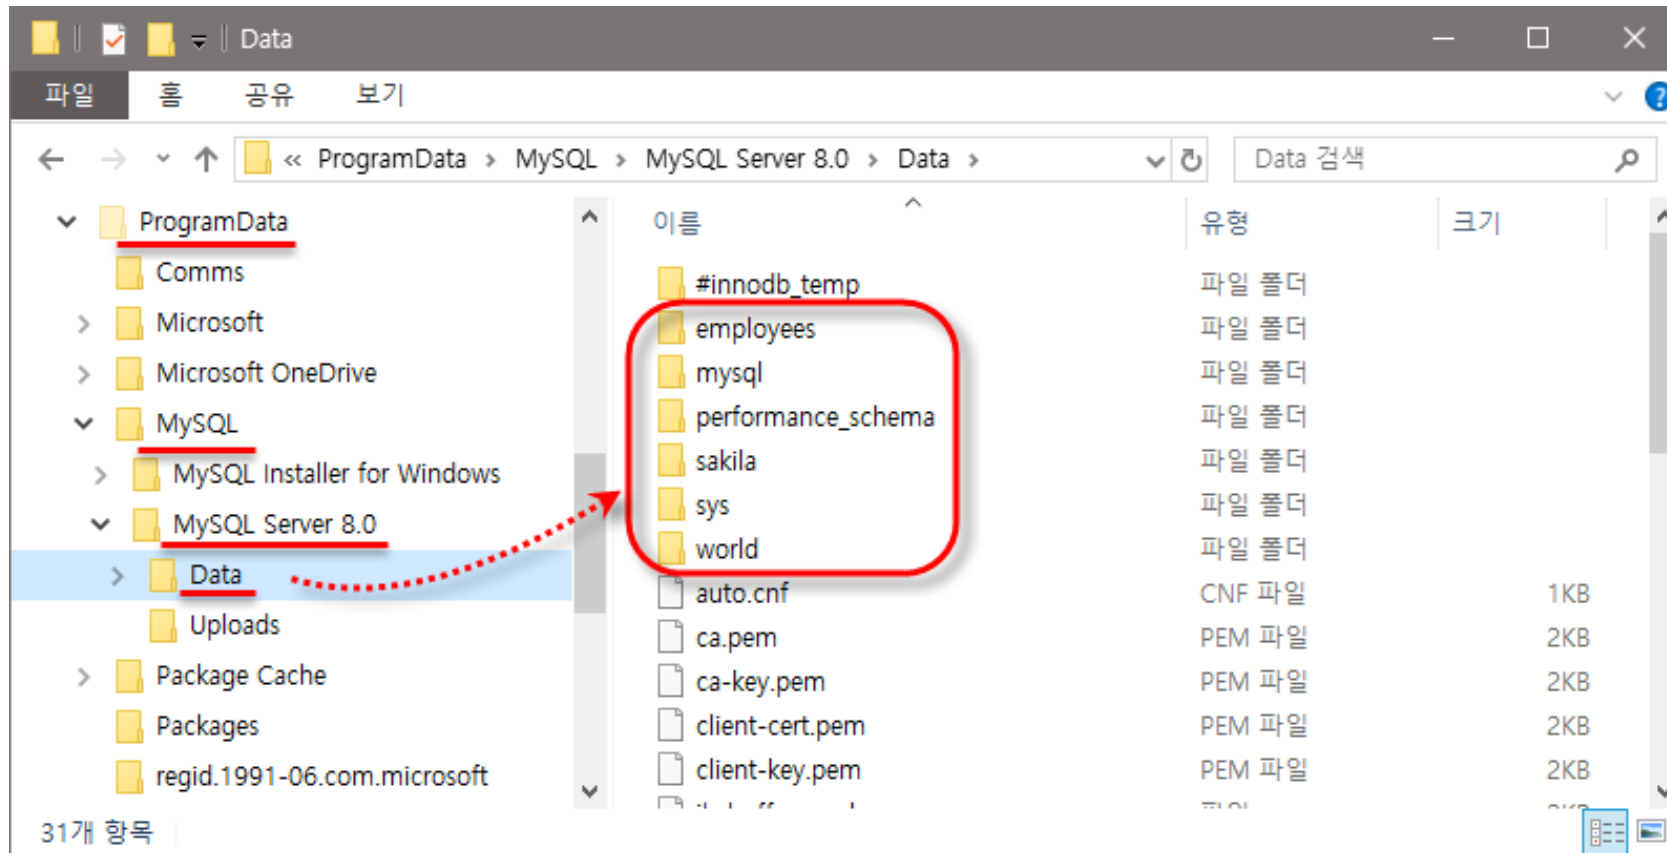 Data
파일 홈 공유 보기
« ProgramData > MySQL > MySQL Server 8.0 > Data >
Data 검색
ProgramData
Comms
Microsoft
Microsoft OneDrive
MySQL
MySQL Installer for Windows
MySQL Server 8.0
Data
Uploads
Package Cache
Packages
regid.1991-06.com.microsoft
이름 유형 크기
#innodb_temp 파일 폴더
employees 파일 폴더
mysql 파일 폴더
performance_schema 파일 폴더
sakila 파일 폴더
sys 파일 폴더
world 파일 폴더
auto.cnf CNF 파일 1KB
ca.pem PEM 파일 2KB
ca-key.pem PEM 파일 2KB
client-cert.pem PEM 파일 2KB
client-key.pem PEM 파일 2KB
31개 항목